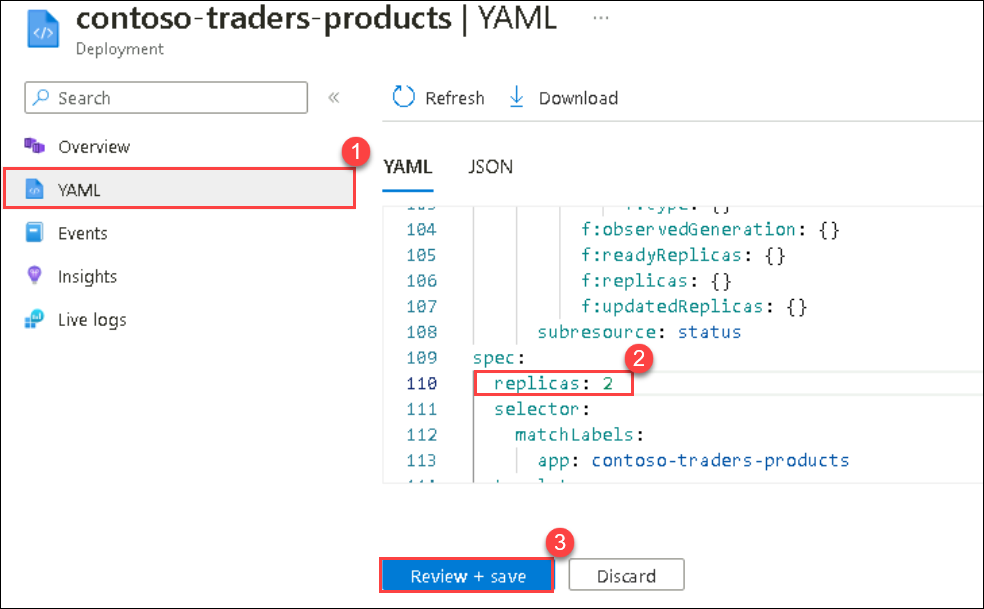 contoso-traders-products | YAML ...
Deployment
Search «
Refresh Download
Overview
1
YAML
Events
Insights
Live logs
YAML JSON
104 f:observedGeneration: {}
105 f:readyReplicas: {}
106 f:replicas: {}
107 f:updatedReplicas: {}
108 subresource: status
109 spec:
2
110 replicas: 2
111 selector:
112 matchLabels:
113 app: contoso-traders-products
3
Review + save Discard